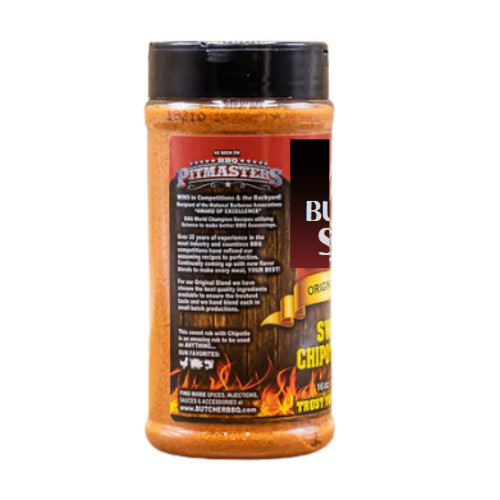 19210
AS SEEN ON
BBQ
PITMASTERS
WINS in Competitions & the Backyard!
Recipient of the National Barbecue Associations
"AWARD OF EXCELLENCE"
BBQ World Champion Recipes utilizing
Science to make better BBQ Seasonings.
Over 35 years of experience in the
meat industry and countless BBQ
competitions have refined our
seasoning recipes to perfection.
Continually coming up with new flavor
blends to make every meal, YOUR BEST!
For our Original Blend we have
choose the best quality ingredients
available to ensure the freshest
taste and we hand blend each in
small batch productions.
This sweet rub with Chipotle
is an amazing rub to be used
on ANYTHING...
OUR FAVORITES:
FIND MORE SPICES, INJECTIONS,
SAUCES & ACCESSORIES at
www.BUTCHERBBQ.com
BU
S
ORIGIN
SW
CHIPO
16 oz
TRUST YO